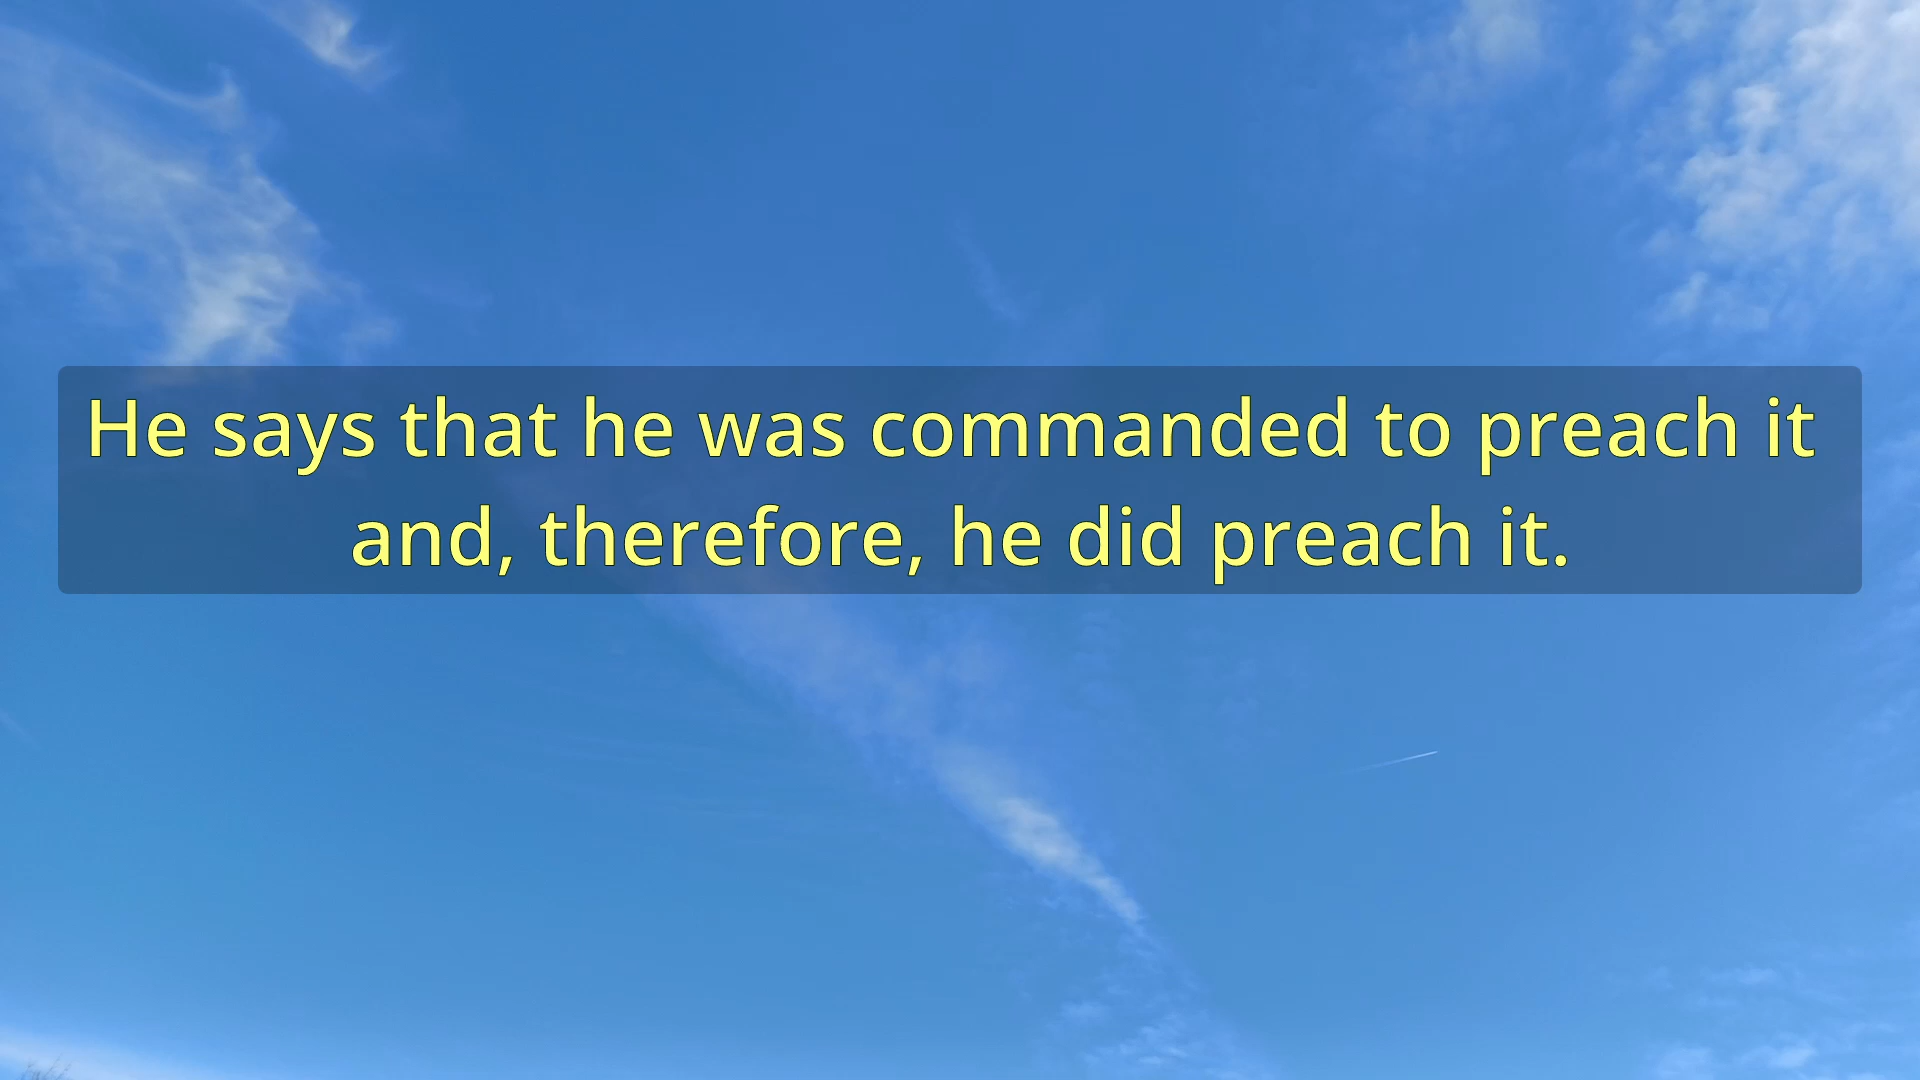 He says that he was commanded to preach it
and, therefore, he did preach it.